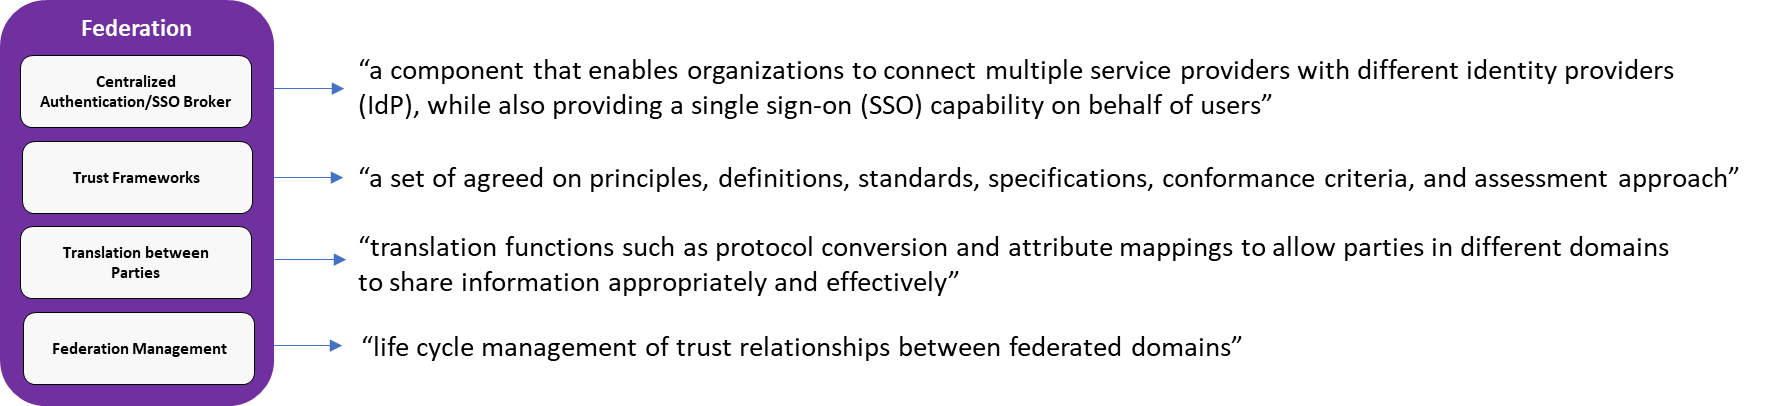 Federation
Centralized
Authentication/SSO Broker
“a component that enables organizations to connect multiple service providers with different identity providers
(IdP), while also providing a single sign-on (SSO) capability on behalf of users”
Trust Frameworks
“a set of agreed on principles, definitions, standards, specifications, conformance criteria, and assessment approach”
Translation between
Parties
“translation functions such as protocol conversion and attribute mappings to allow parties in different domains
to share information appropriately and effectively”
Federation Management
“life cycle management of trust relationships between federated domains”